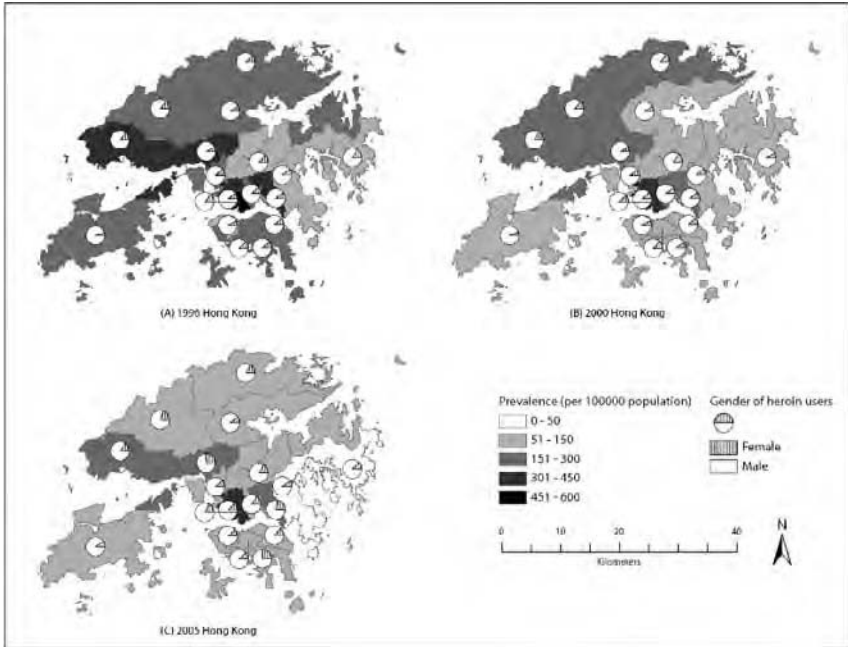 (A) 1996 Hong Kong
(B) 2000 Hong Kong
(C) 2005 Hong Kong
Prevalence (per 100000 population)
0 - 50
51 - 150
151 - 300
301 - 450
451 - 600
Gender of heroin users
Female
Male
N
0 10 20 40
Kilometers